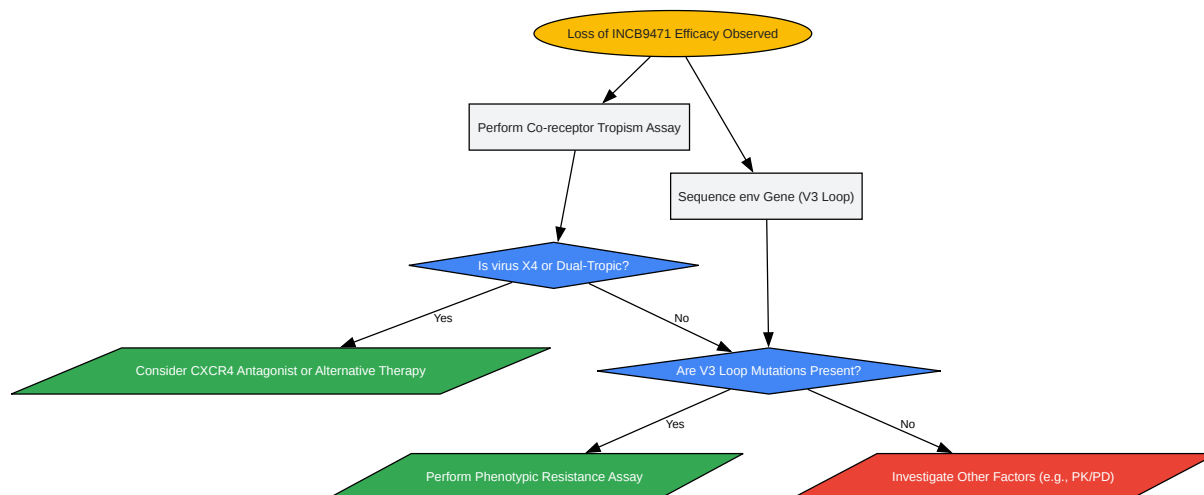 Loss of INCB9471 Efficacy Observed
Perform Co-receptor Tropism Assay
Sequence env Gene (V3 Loop)
Is virus X4 or Dual-Tropic?
Yes
No
Consider CXCR4 Antagonist or Alternative Therapy
Are V3 Loop Mutations Present?
Yes
No
Perform Phenotypic Resistance Assay
Investigate Other Factors (e.g., PK/PD)